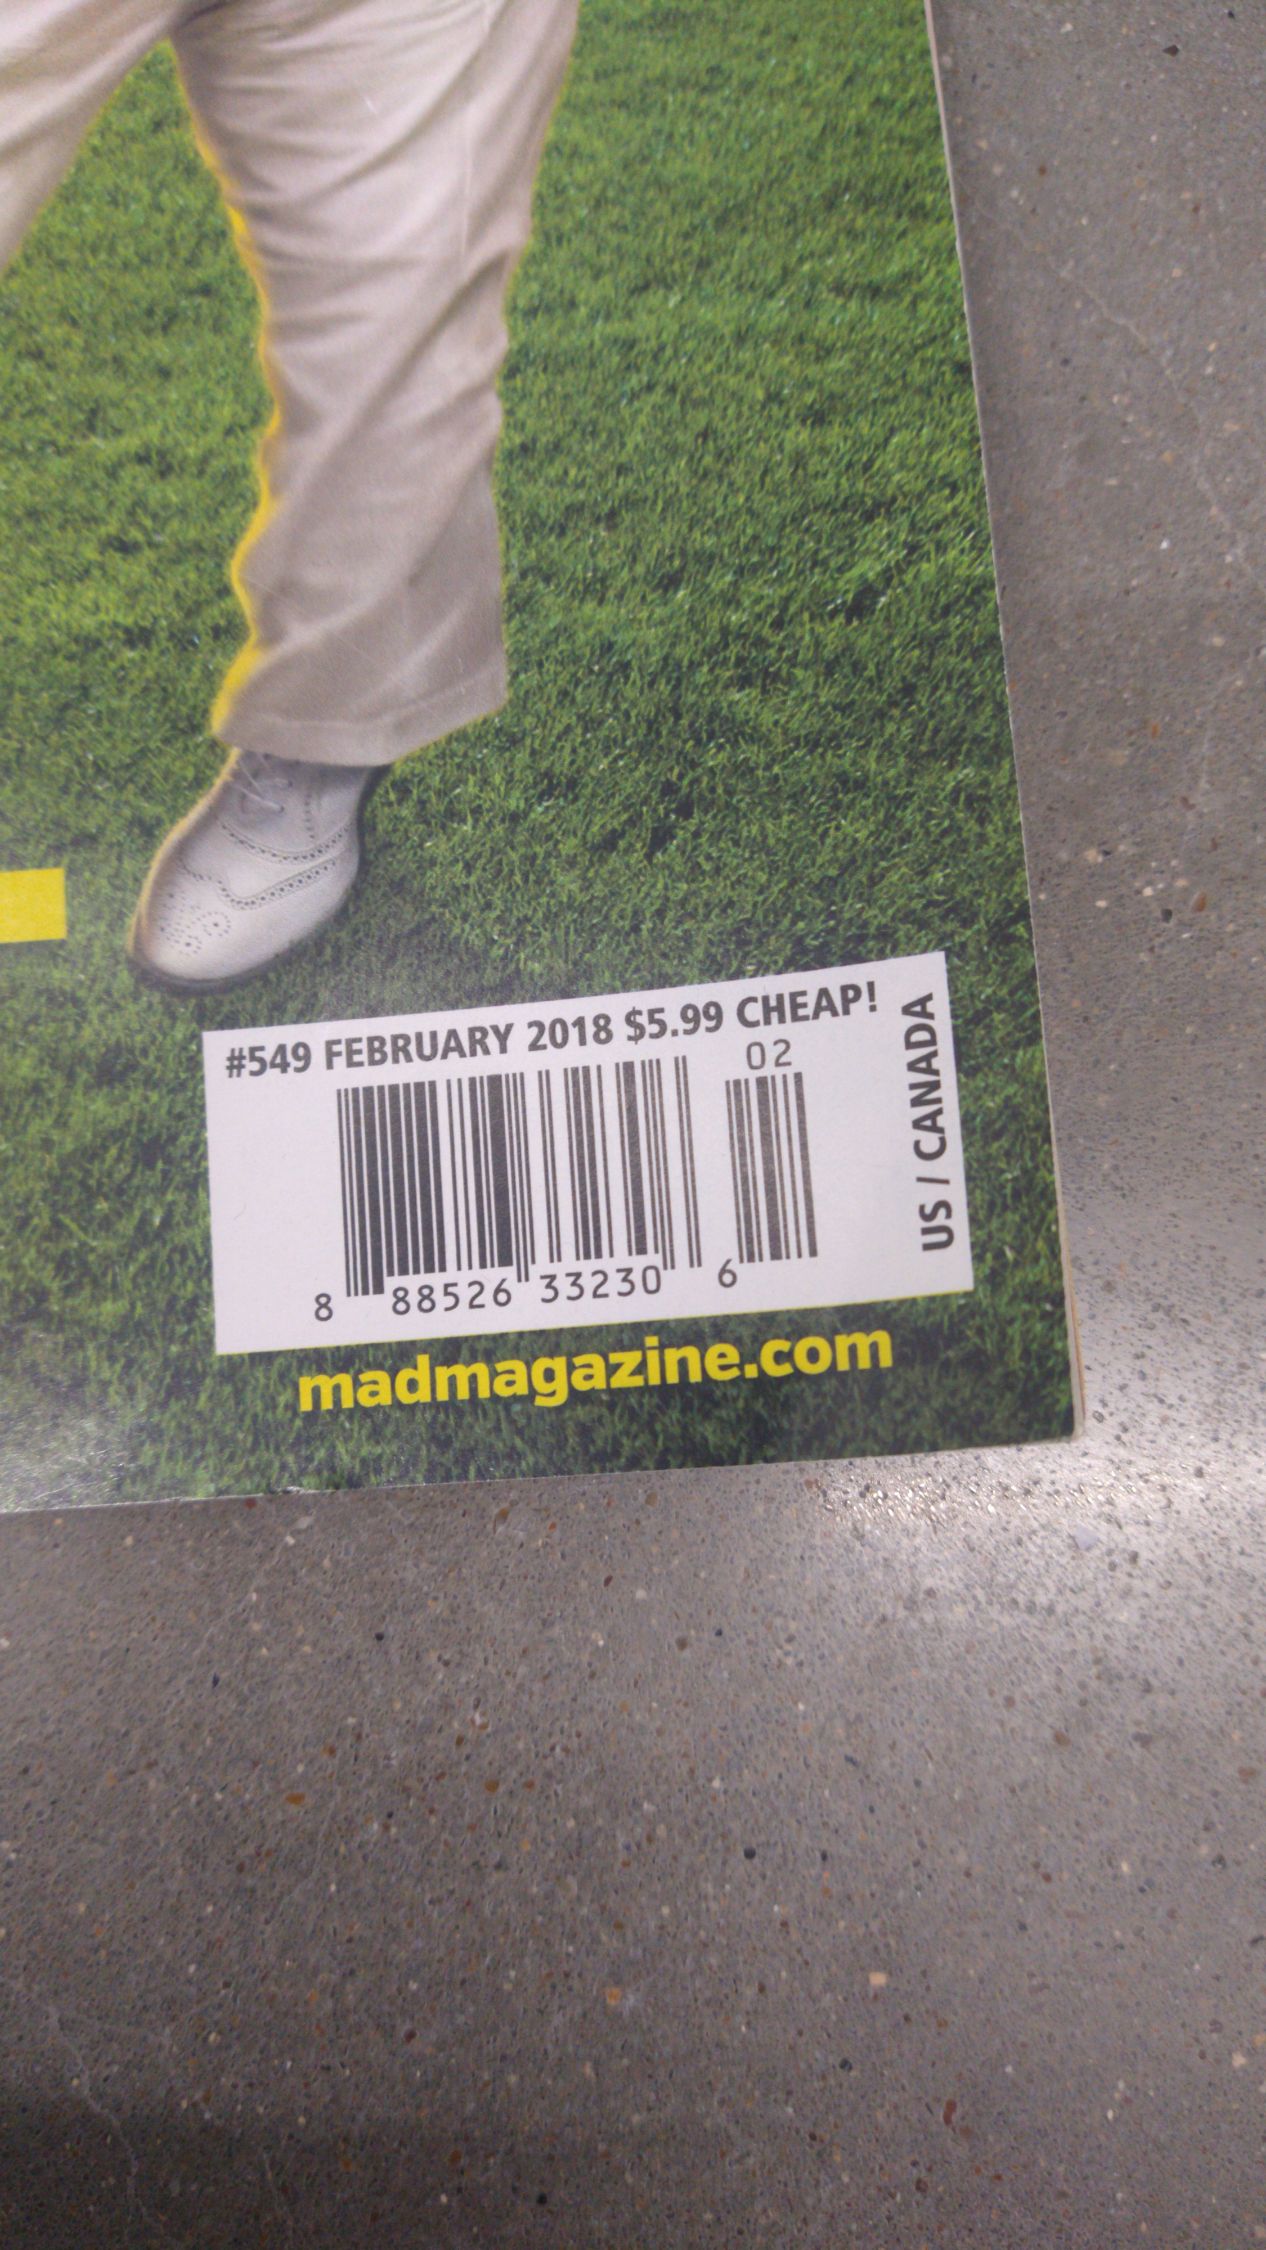 #549 FEBRUARY 2018 $5.99 CHEAP!
02
8 88526 33230 6
US / CANADA
madmagazine.com